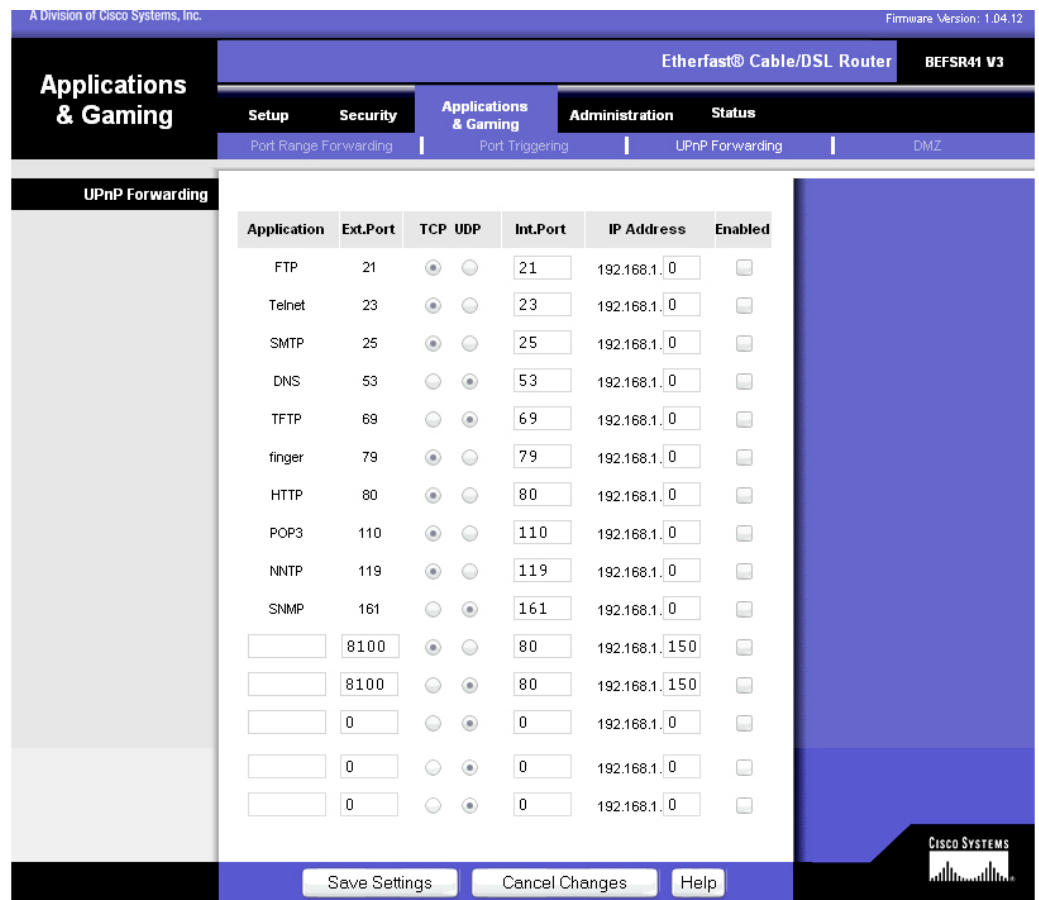 A Division of Cisco Systems, Inc.
Firmware Version: 1.04.12
Etherfast® Cable/DSL Router BEFSR41 V3
Applications
& Gaming
Setup Security Applications & Gaming Administration Status
Port Range Forwarding Port Triggering UPnP Forwarding DMZ
UPnP Forwarding
Application Ext.Port TCP UDP Int.Port IP Address Enabled
FTP 21 21 192.168.1. 0
Telnet 23 23 192.168.1. 0
SMTP 25 25 192.168.1. 0
DNS 53 53 192.168.1. 0
TFTP 69 69 192.168.1. 0
finger 79 79 192.168.1. 0
HTTP 80 80 192.168.1. 0
POP3 110 110 192.168.1. 0
NNTP 119 119 192.168.1. 0
SNMP 161 161 192.168.1. 0
8100 80 192.168.1. 150
8100 80 192.168.1. 150
0 0 192.168.1. 0
0 0 192.168.1. 0
0 0 192.168.1. 0
CISCO SYSTEMS
Save Settings Cancel Changes Help